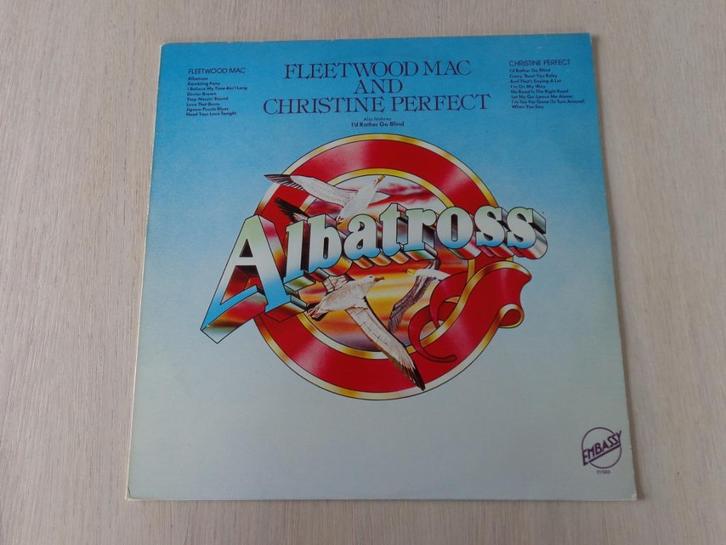 FLEETWOOD MAC
Albatross
Rambling Pony
I Believe My Time Ain't Long
Doctor Brown
Stop Messin' Round
Love That Burns
Jigsaw Puzzle Blues
Need Your Love Tonight
FLEETWOOD MAC
AND
CHRISTINE PERFECT
Also features
I'd Rather Go Blind
CHRISTINE PERFECT
I'd Rather Go Blind
Crazy 'Bout You Baby
And That's Saying A Lot
I'm On My Way
No Road Is The Right Road
Let Me Go (Leave Me Alone)
I'm Too Far Gone (To Turn Around)
When You Say
Albatross
EMBASSY